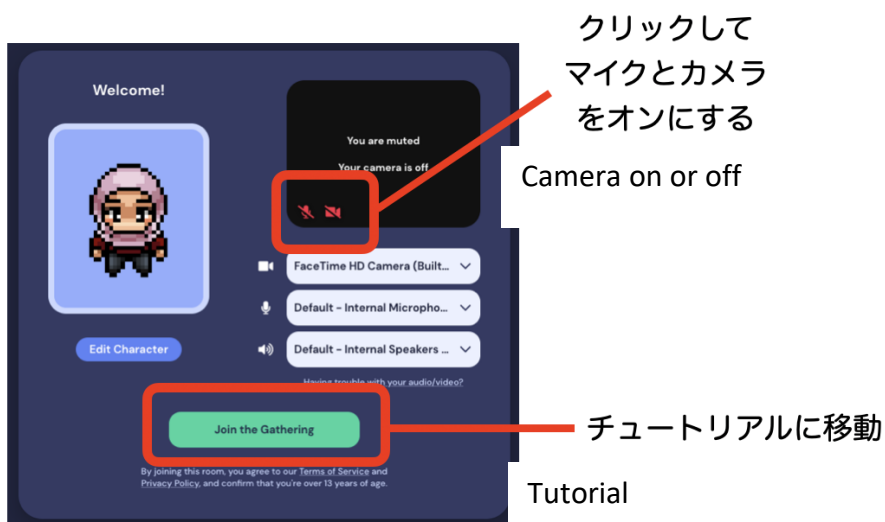 クリックして
マイクとカメラ
をオンにする
Camera on or off
Welcome!
You are muted
Your camera is off
FaceTime HD Camera (Built...
Default - Internal Micropho...
Default - Internal Speakers ...
Edit Character
Having trouble with your audio/video?
Join the Gathering
チュートリアルに移動
Tutorial
By joining this room, you agree to our Terms of Service and
Privacy Policy, and confirm that you're over 13 years of age.